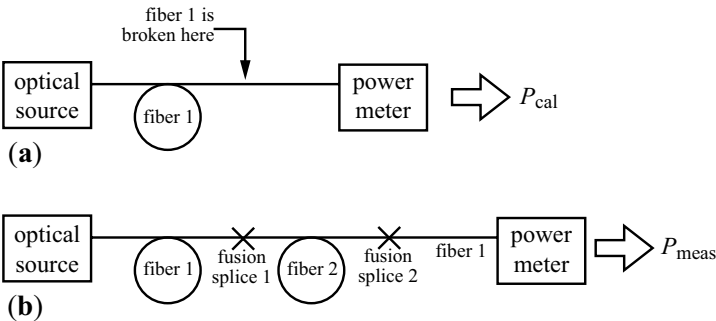 fiber 1 is
broken here
optical
source
fiber 1
power
meter
P_cal
(a)
optical
source
fiber 1
fusion
splice 1
fiber 2
fusion
splice 2
fiber 1
power
meter
P_meas
(b)